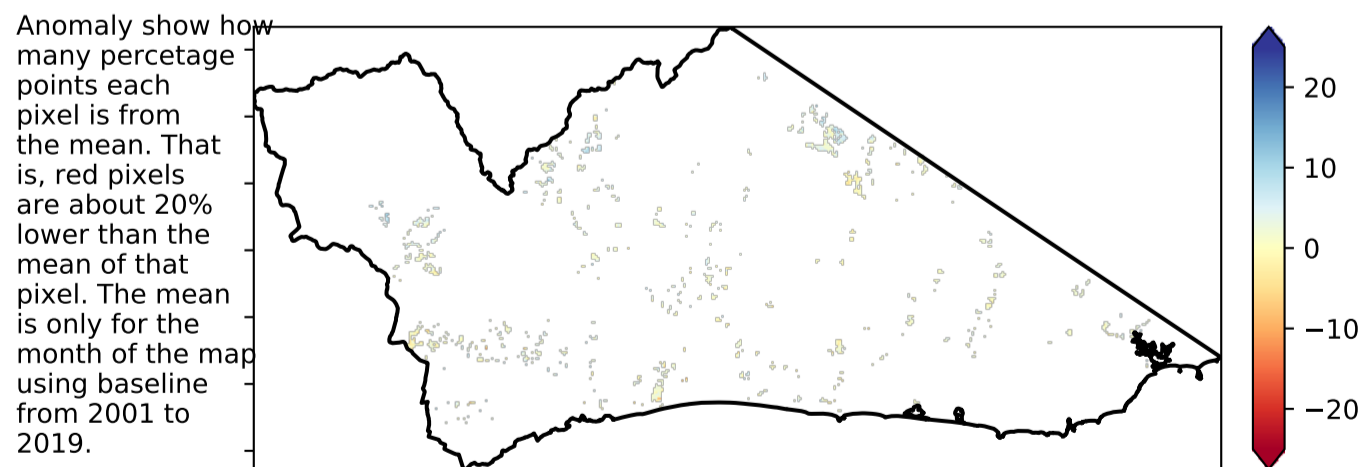 Anomaly show how
many percetage
points each
pixel is from
the mean. That
is, red pixels
are about 20%
lower than the
mean of that
pixel. The mean
is only for the
month of the map
using baseline
from 2001 to
2019.
20
10
0
−10
−20